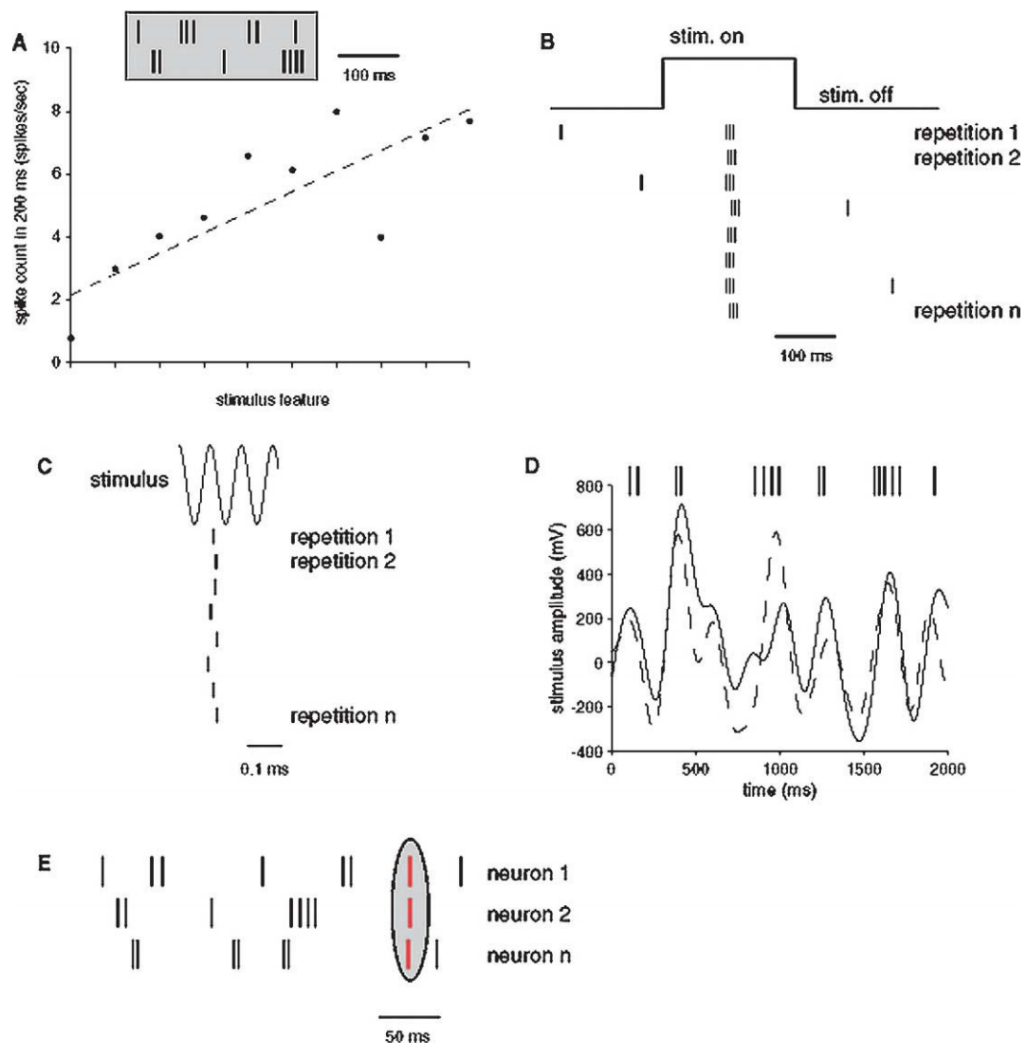 A
10
8
6
4
2
0
spike count in 200 ms (spikes/sec)
100 ms
stimulus feature
B
stim. on
stim. off
repetition 1
repetition 2
repetition n
100 ms
C
stimulus
repetition 1
repetition 2
repetition n
0.1 ms
D
800
600
400
200
0
-200
-400
stimulus amplitude (mV)
0 500 1000 1500 2000
time (ms)
E
neuron 1
neuron 2
neuron n
50 ms